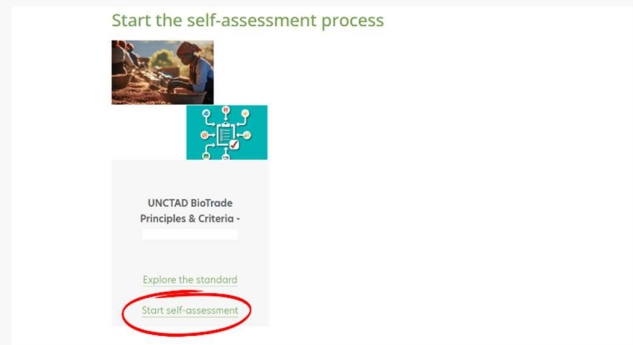 Start the self-assessment process
UNCTAD BioTrade
Principles & Criteria -
Explore the standard
Start self-assessment